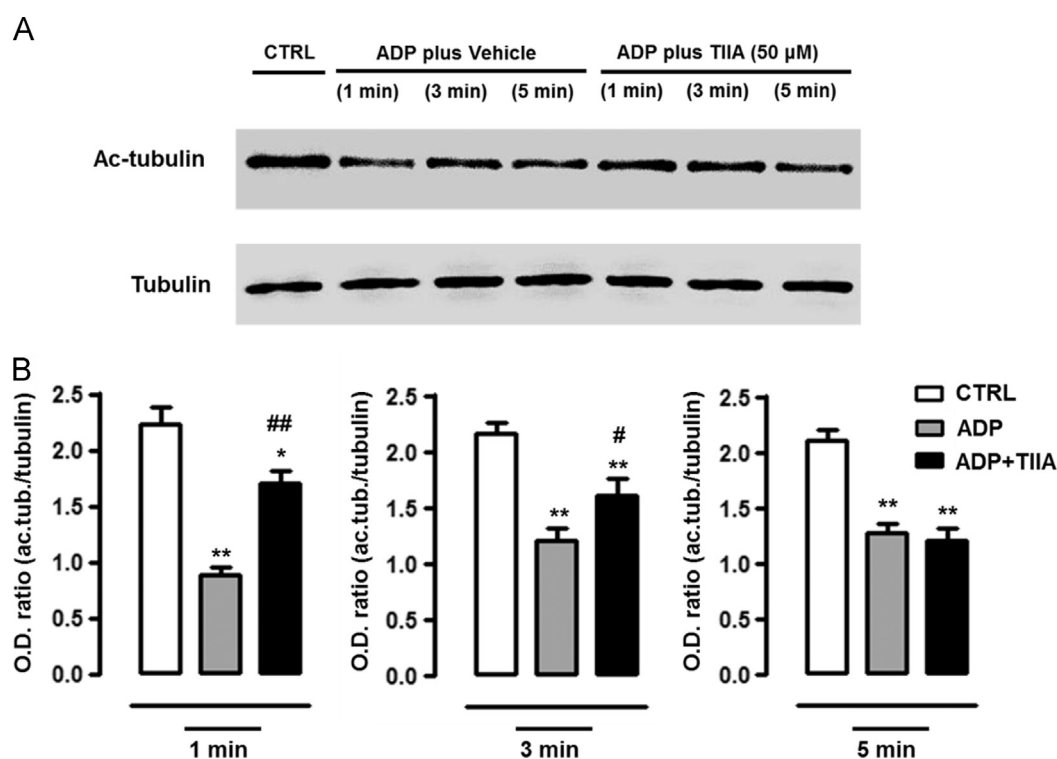 A
CTRL
ADP plus Vehicle
ADP plus TIIA (50 µM)
(1 min) (3 min) (5 min) (1 min) (3 min) (5 min)
Ac-tubulin
Tubulin
B
O.D. ratio (ac.tub./tubulin)
2.5
2.0
1.5
1.0
0.5
0.0
**
##
*
1 min
O.D. ratio (ac.tub./tubulin)
2.5
2.0
1.5
1.0
0.5
0.0
**
#
**
3 min
O.D. ratio (ac.tub./tubulin)
2.5
2.0
1.5
1.0
0.5
0.0
**
**
5 min
CTRL
ADP
ADP+TIIA